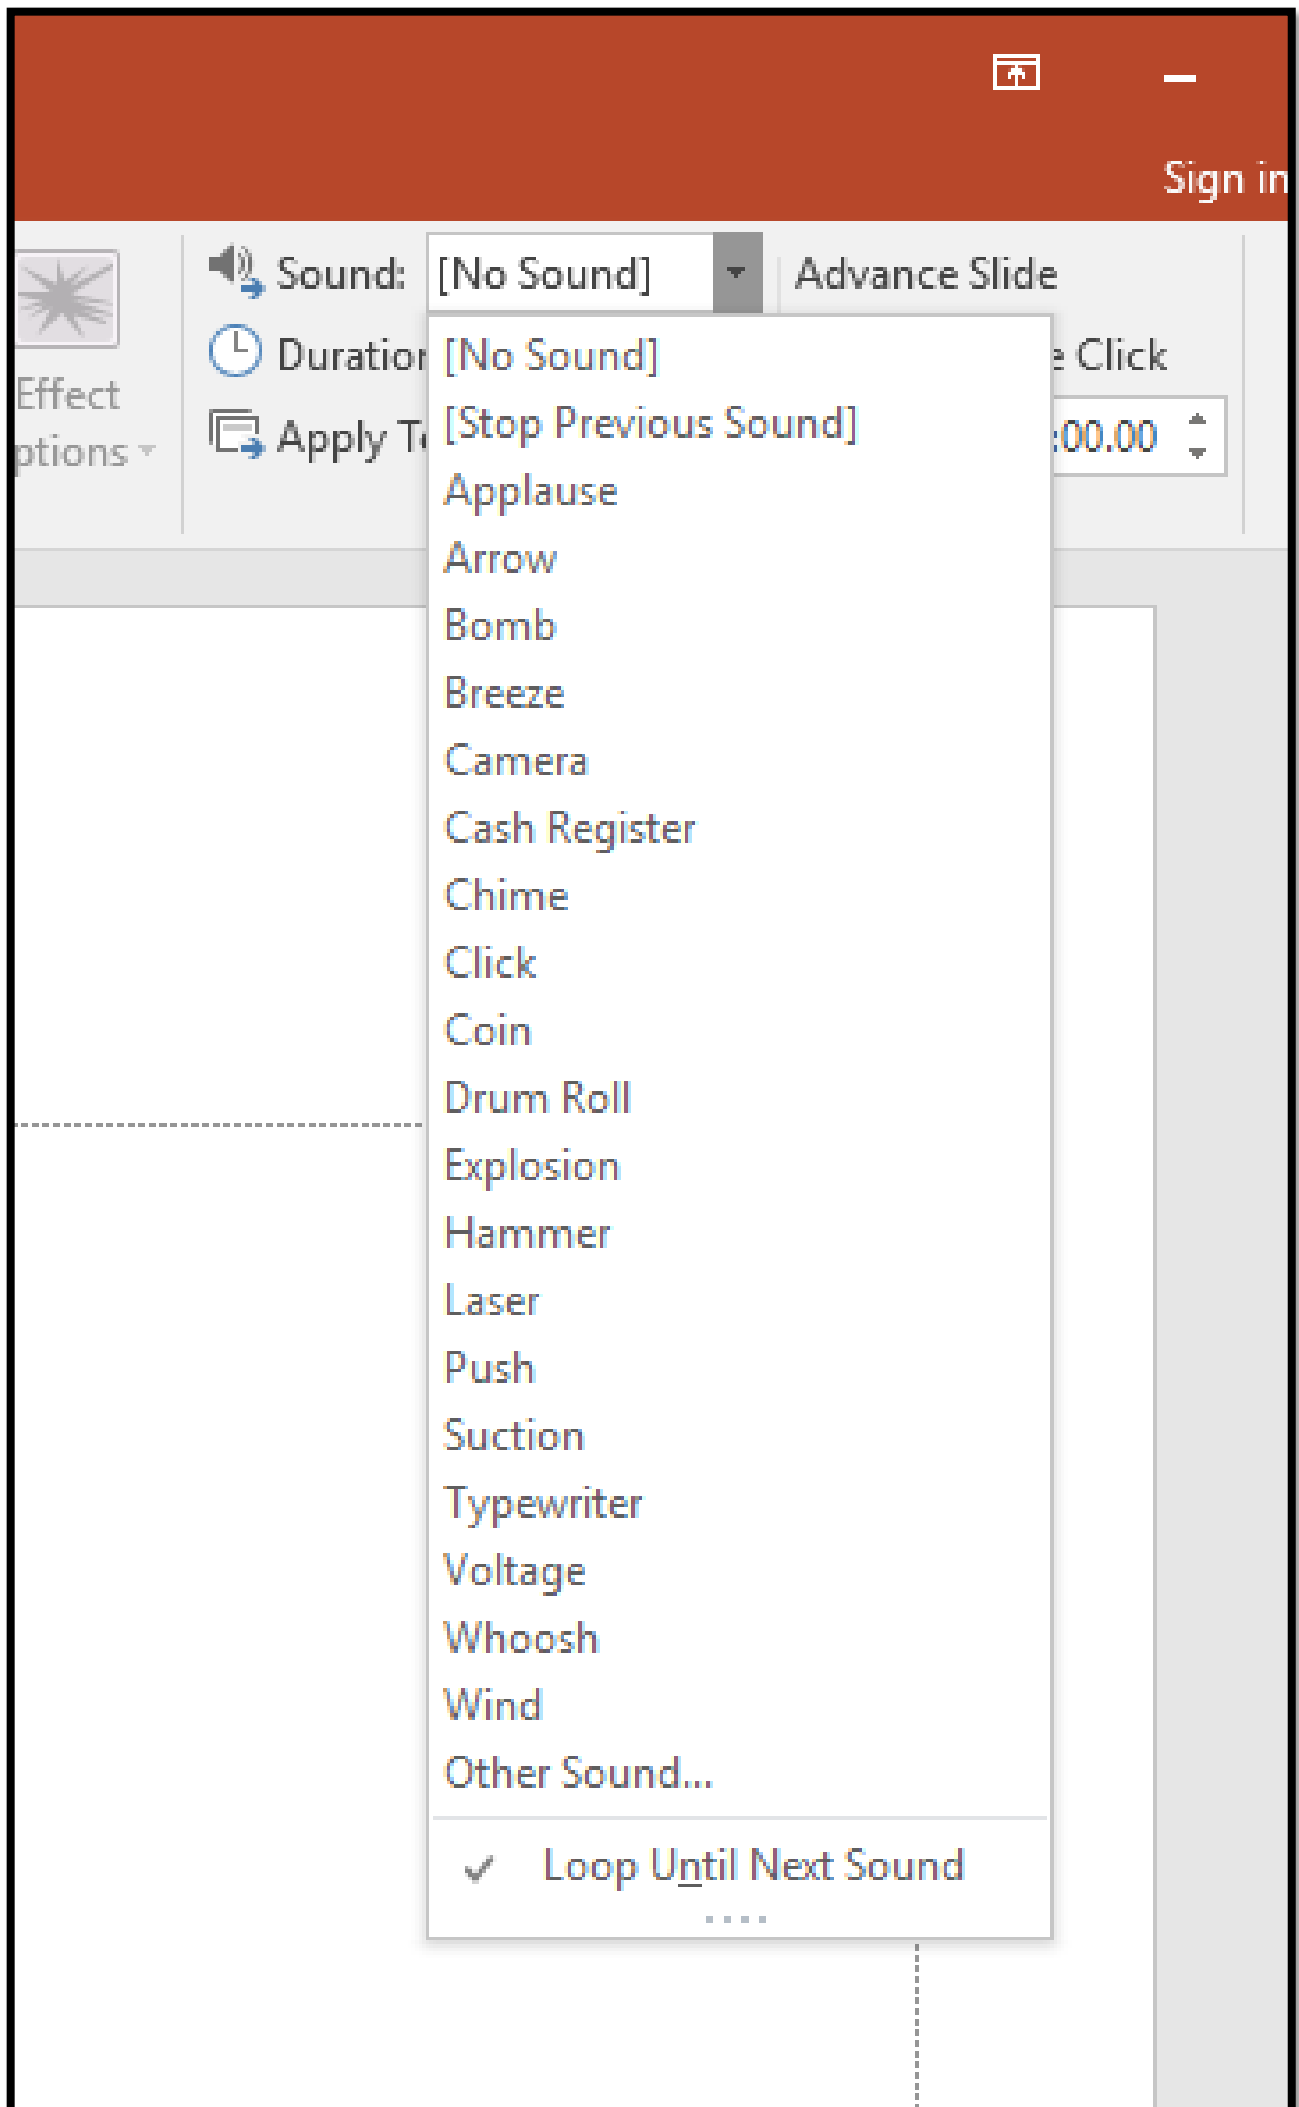 Sign in
Sound: [No Sound] Advance Slide
Effect
[No Sound]
Click
[Stop Previous Sound]
Apply
:00.00
Applause
Arrow
Bomb
Breeze
Camera
Cash Register
Chime
Click
Coin
Drum Roll
Explosion
Hammer
Laser
Push
Suction
Typewriter
Voltage
Whoosh
Wind
Other Sound...
Loop Until Next Sound